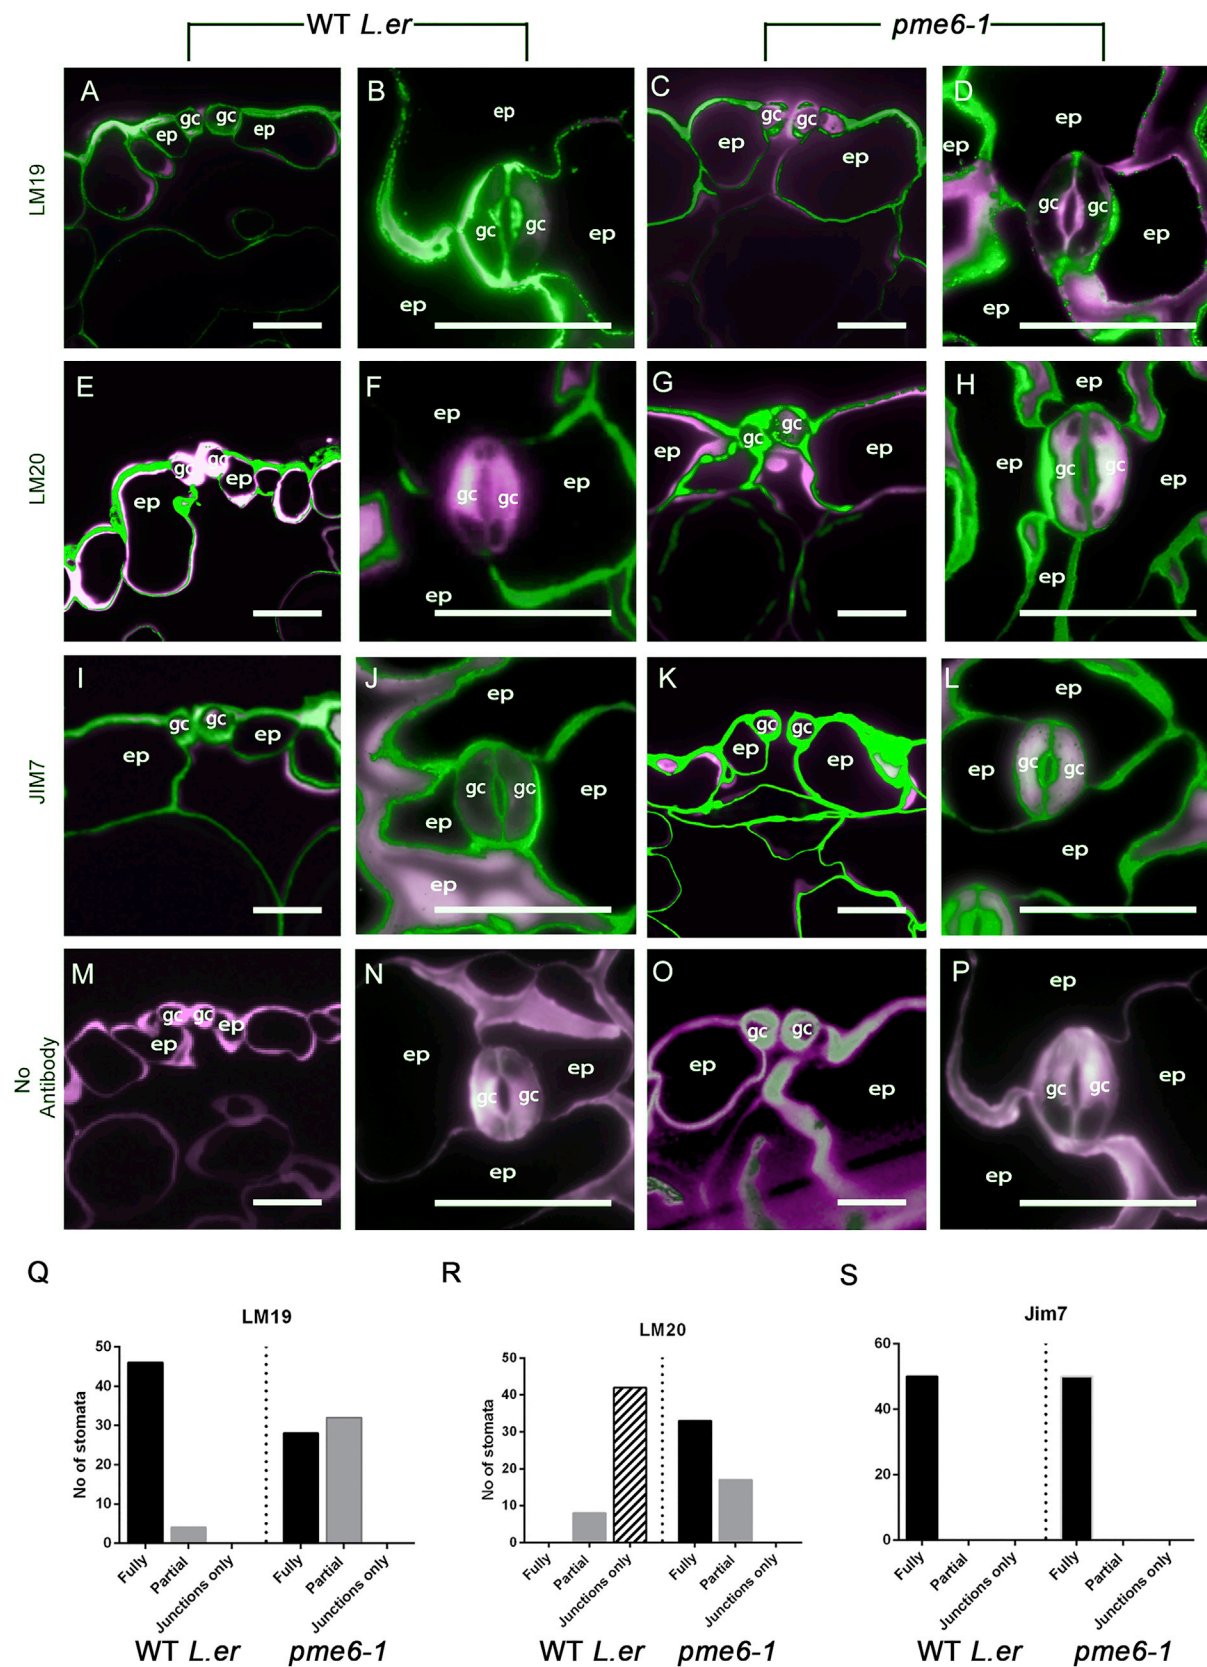 WT L.er
pme6-1
LM19
A
gc
gc
ep
ep
B
ep
gc
gc
ep
ep
C
gc
gc
ep
ep
D
ep
ep
gc
gc
ep
ep
LM20
E
gc
gc
ep
ep
F
ep
gc
gc
ep
ep
G
gc
gc
ep
ep
H
ep
ep
gc
gc
ep
ep
JIM7
I
gc
gc
ep
ep
J
ep
gc
gc
ep
ep
ep
K
gc
gc
ep
ep
L
ep
gc
gc
ep
ep
No
Antibody
M
gc
gc
ep
ep
N
ep
gc
gc
ep
ep
O
gc
gc
ep
ep
P
ep
gc
gc
ep
ep
Q
LM19
No of stomata
50
40
30
20
10
0
Fully
Partial
Junctions only
Fully
Partial
Junctions only
WT L.er
pme6-1
R
LM20
No of stomata
50
40
30
20
10
0
Fully
Partial
Junctions only
Fully
Partial
Junctions only
WT L.er
pme6-1
S
Jim7
60
40
20
0
Fully
Partial
Junctions only
Fully
Partial
Junctions only
WT L.er
pme6-1